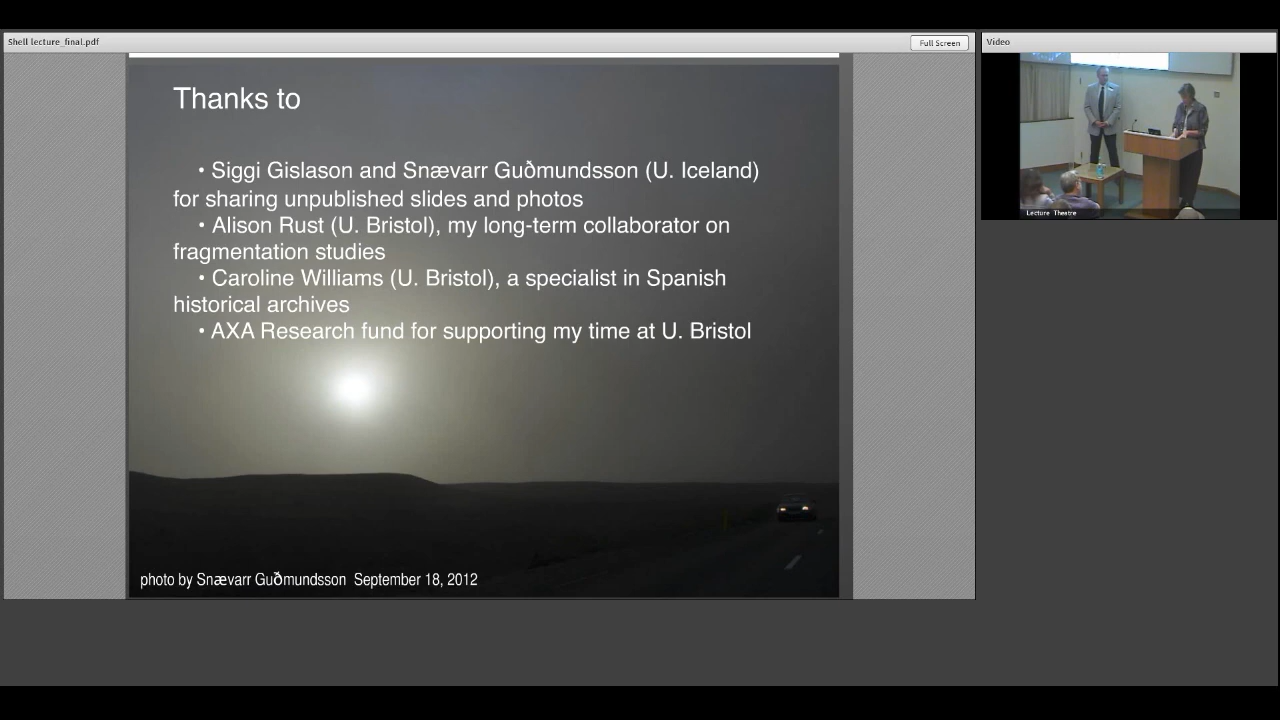 Shell lecture_final.pdf
Full Screen
Video
Thanks to
• Siggi Gislason and Snævarr Guðmundsson (U. Iceland)
for sharing unpublished slides and photos
• Alison Rust (U. Bristol), my long-term collaborator on
fragmentation studies
• Caroline Williams (U. Bristol), a specialist in Spanish
historical archives
• AXA Research fund for supporting my time at U. Bristol
photo by Snævarr Guðmundsson September 18, 2012
Lecture Theatre